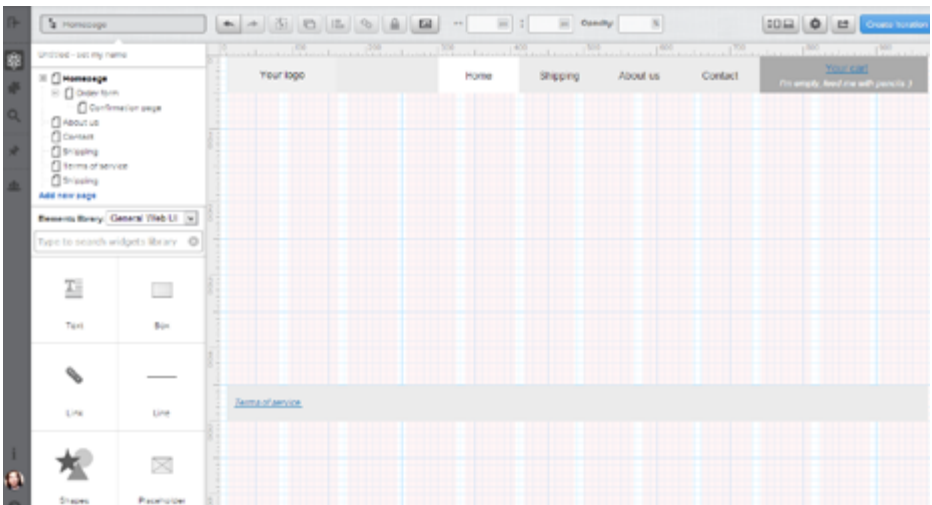 Homepage
Opacity
Create iteration
Untitled - set my name
Homepage
Order form
Confirmation page
About us
Contact
Shipping
Terms of service
Shipping
Add new page
Elements library: General Web UI
Type to search widgets library
Text
Box
Link
Line
Shapes
Placeholder
Your logo
Home
Shipping
About us
Contact
Your cart
I'm empty, feed me with pencils :)
Terms of service